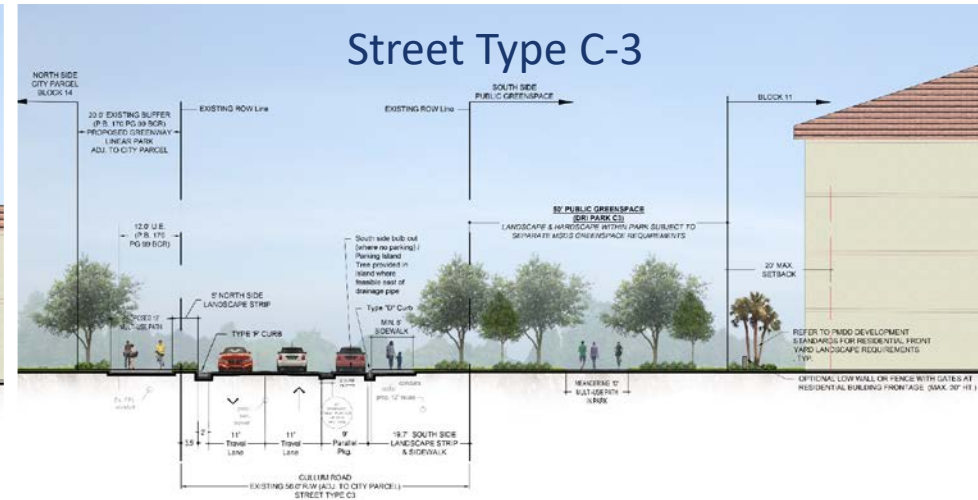 Street Type C-3
NORTH SIDE
CITY PARCEL
BLOCK 14
20.0' EXISTING BUFFER
(P.B. 170 PG 99 BCR)
PROPOSED GREENWAY
LINEAR PARK
ADJ. TO CITY PARCEL
EXISTING ROW Line
EXISTING ROW Line
SOUTH SIDE
PUBLIC GREENSPACE
BLOCK 11
12.0' U.E.
(P.B. 170
PG 99 BCR)
5' NORTH SIDE
LANDSCAPE STRIP
12'
MULTI-USE PATH
TYPE 'F' CURB
South side bulb out
(where no parking) /
Parking Island
Tree provided in
island where
feasible east of
drainage pipe
Type "D" Curb
MIN. 6'
SIDEWALK
50' PUBLIC GREENSPACE
(DRI PARK C3)
LANDSCAPE & HARDSCAPE WITHIN PARK SUBJECT TO
SEPARATE MSDS GREENSPACE REQUIREMENTS
20' MAX.
SETBACK
REFER TO PMDD DEVELOPMENT
STANDARDS FOR RESIDENTIAL FRONT
YARD LANDSCAPE REQUIREMENTS
TYP.
OPTIONAL LOW WALL OR FENCE WITH GATES AT
RESIDENTIAL BUILDING FRONTAGE (MAX. 20" HT.)
MEANDERING 12'
MULTI-USE PATH
IN PARK
2'
11'
Travel
Lane
11'
Travel
Lane
9'
Parallel
Pkg.
19.7' SOUTH SIDE
LANDSCAPE STRIP
& SIDEWALK
CULLUM ROAD
EXISTING 56.0' R/W (ADJ. TO CITY PARCEL)
STREET TYPE C3